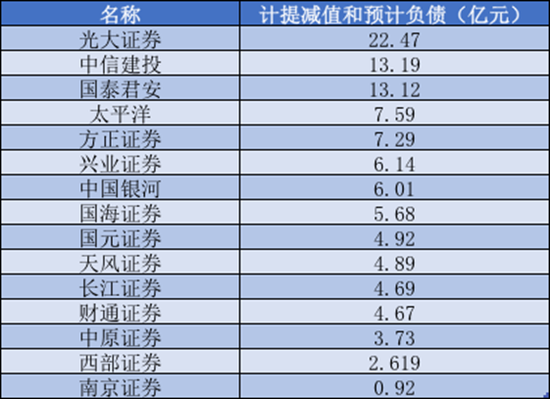 名称 计提减值和预计负债（亿元）
光大证券 22.47
中信建投 13.19
国泰君安 13.12
太平洋 7.59
方正证券 7.29
兴业证券 6.14
中国银河 6.01
国海证券 5.68
国元证券 4.92
天风证券 4.89
长江证券 4.69
财通证券 4.67
中原证券 3.73
西部证券 2.619
南京证券 0.92